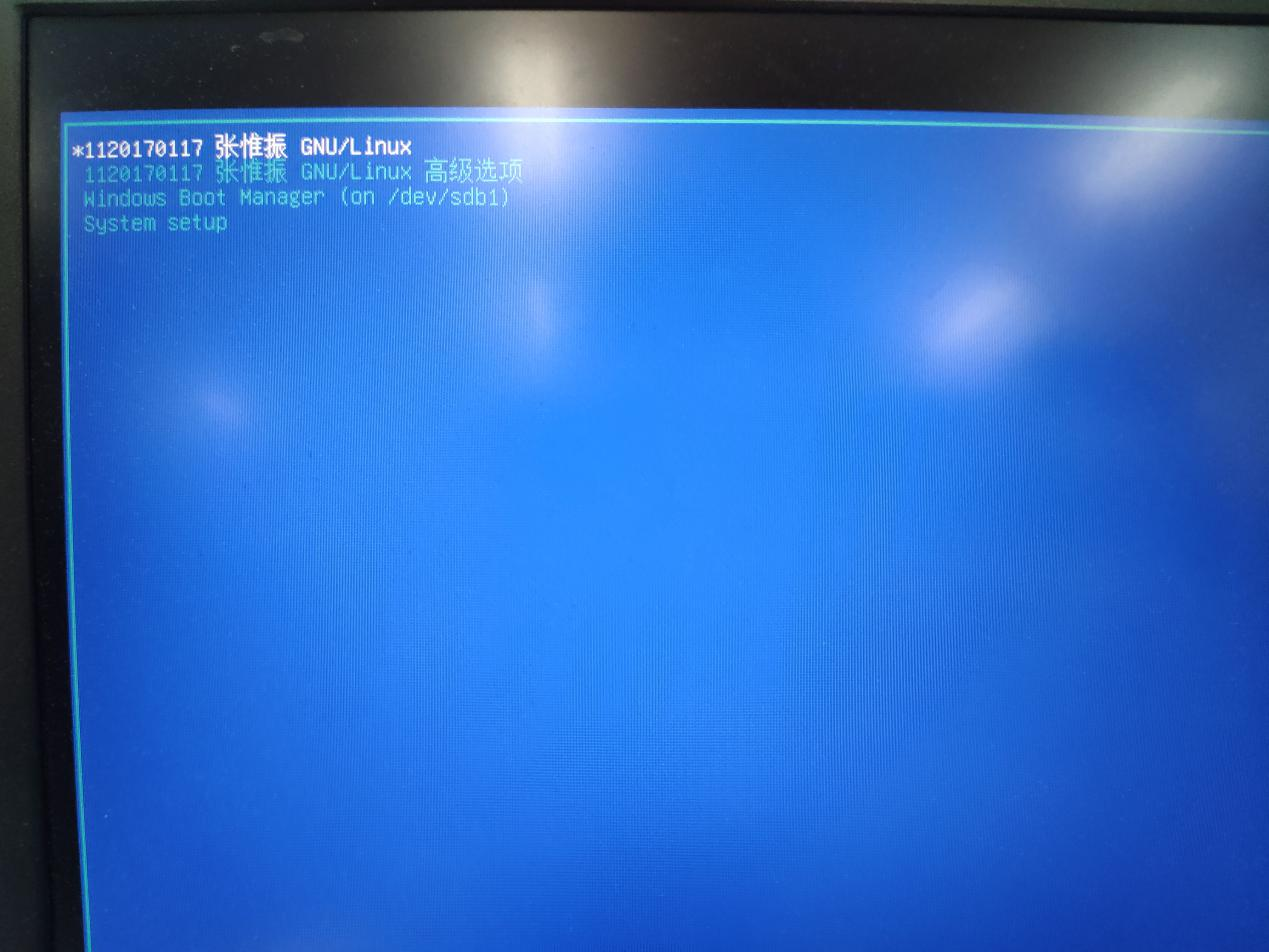 *1120170117 张惟振 GNU/Linux
1120170117 张惟振 GNU/Linux 高级选项
Windows Boot Manager (on /dev/sdb1)
System setup